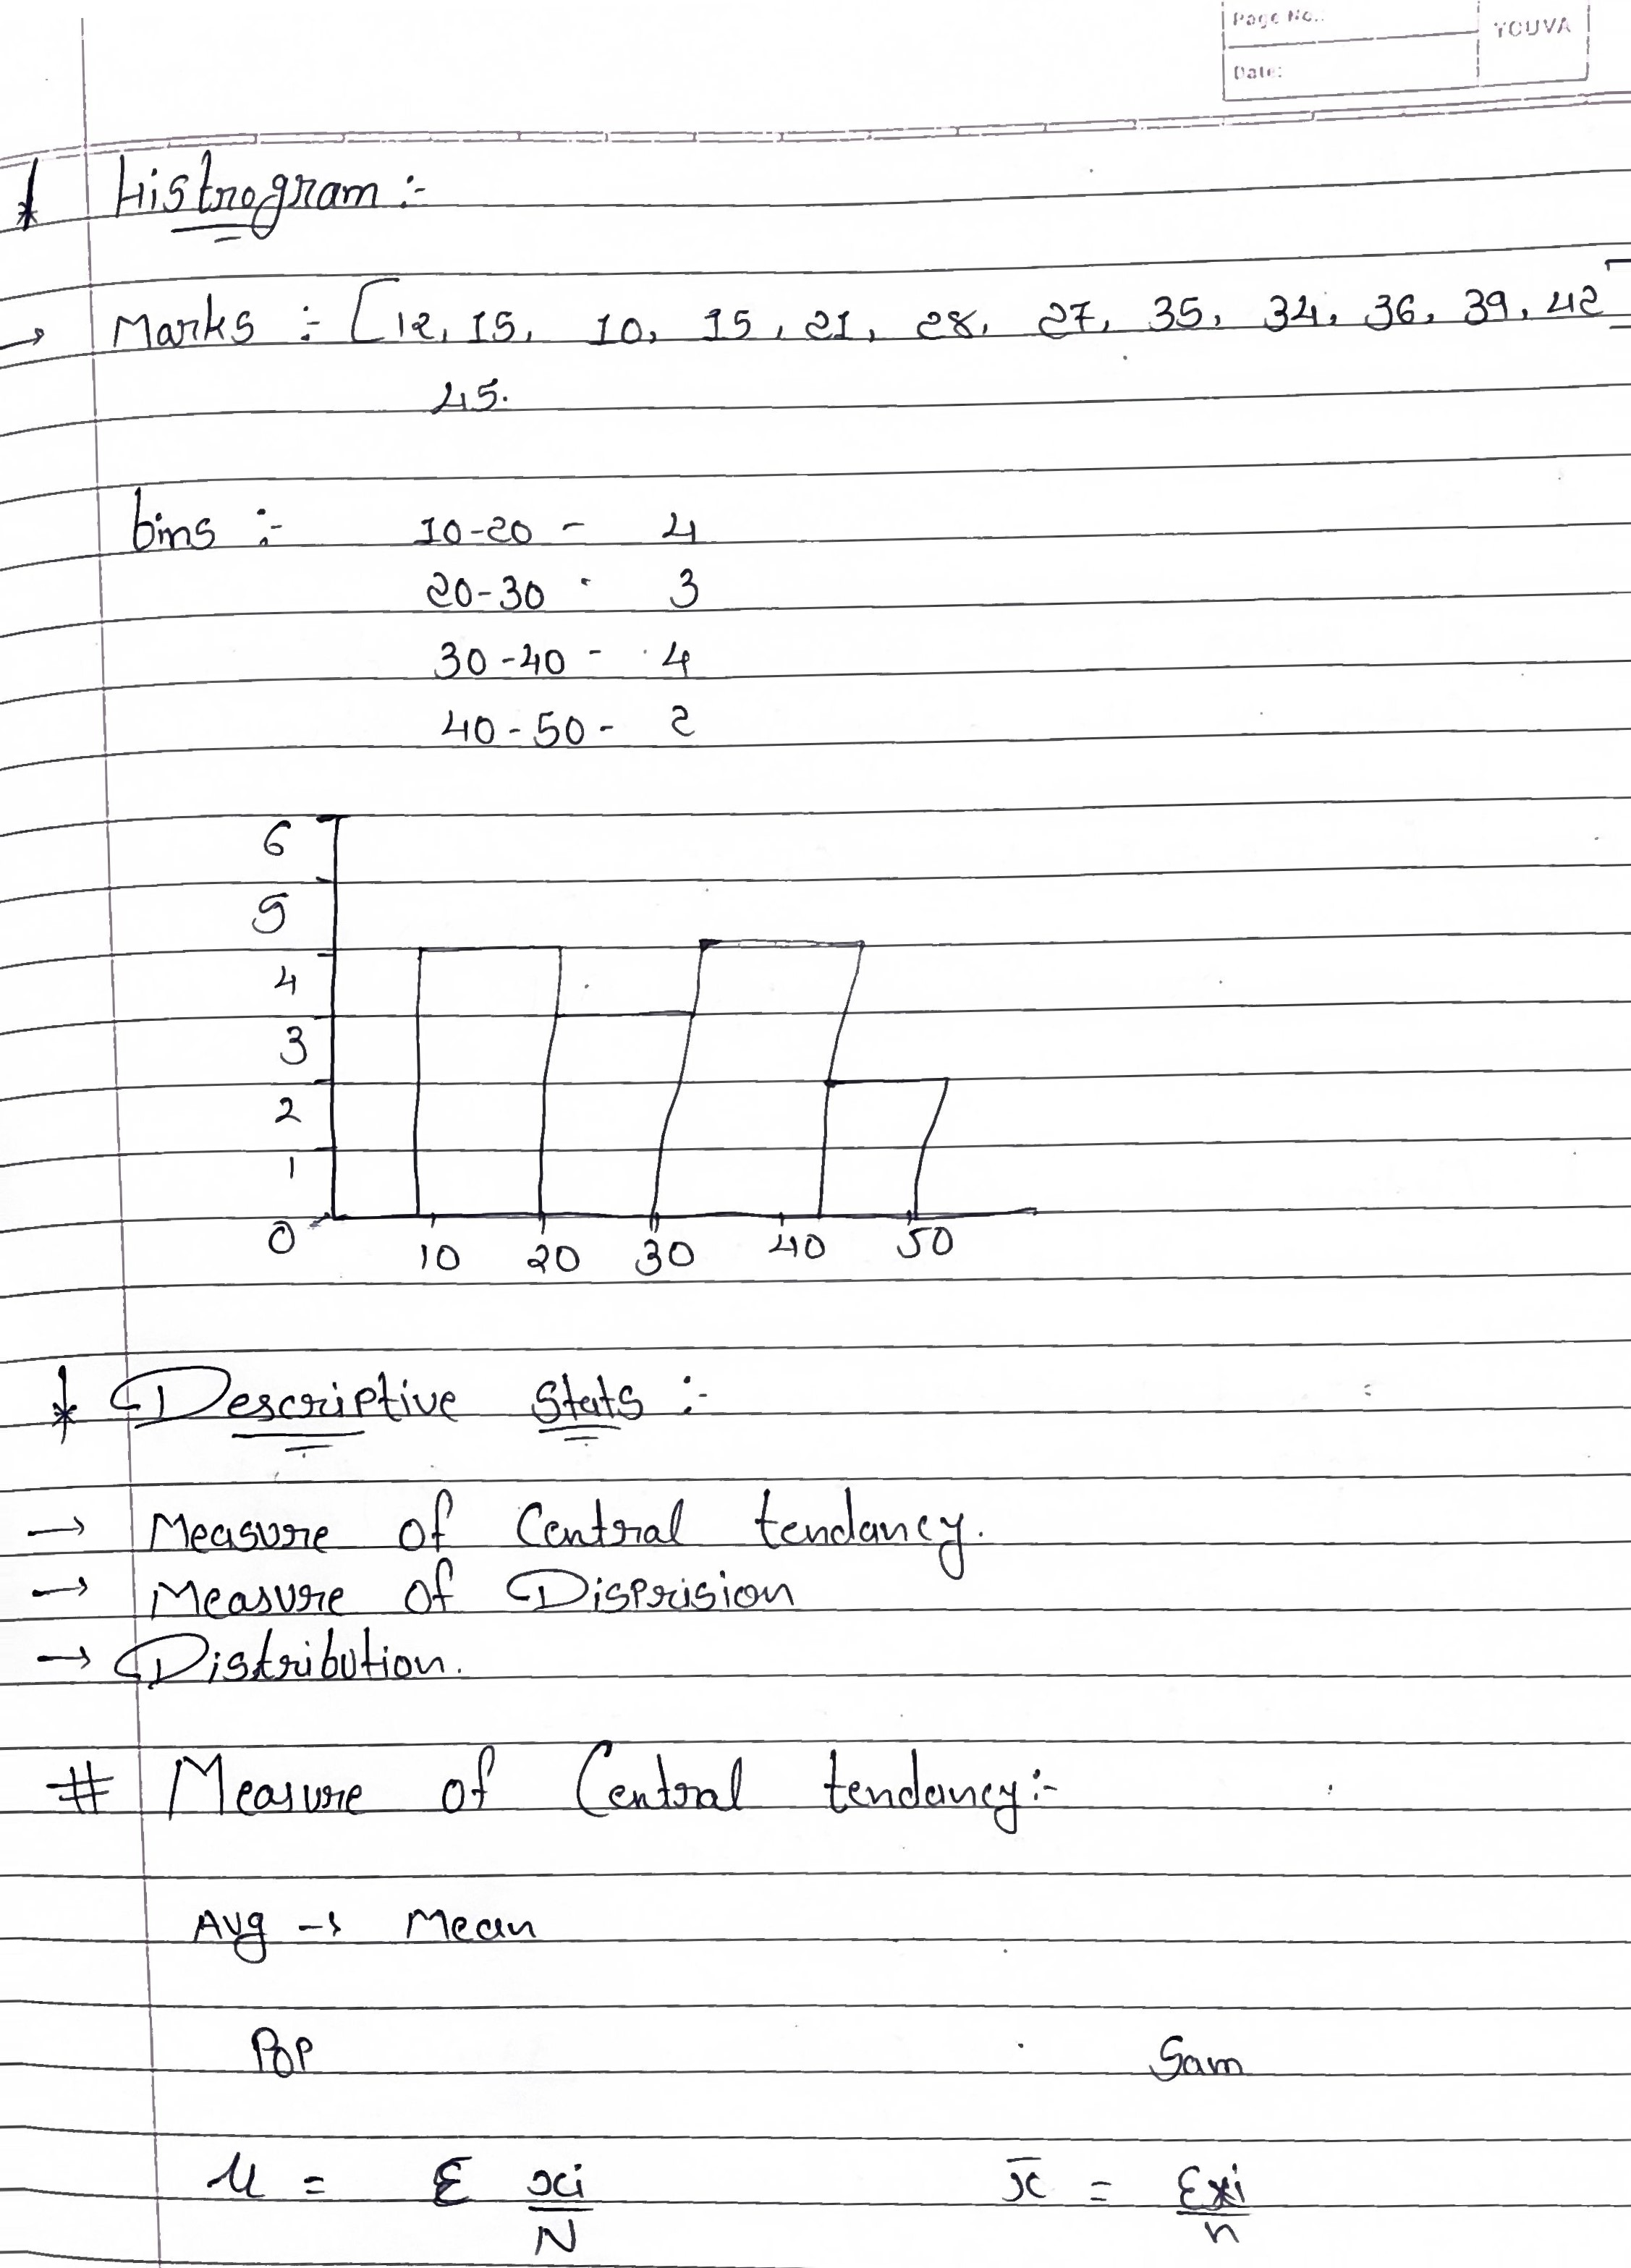 Page No.:
YOUVA
Date:
* Histrogram :-
→ Marks :- [12, 15, 10, 15, 21, 28, 27, 35, 34, 36, 39, 42]
45.
bins :- 10-20 - 4
20-30 - 3
30-40 - 4
40-50 - 2
6
5
4
3
2
1
0 10 20 30 40 50
* Descriptive Stats :-
→ Measure of Central tendancy.
→ Measure of Disprision
→ Distribution.
# Measure of Central tendancy:-
Avg → Mean
Pop Sam
μ = Σ xi/N x̄ = Σxi/n